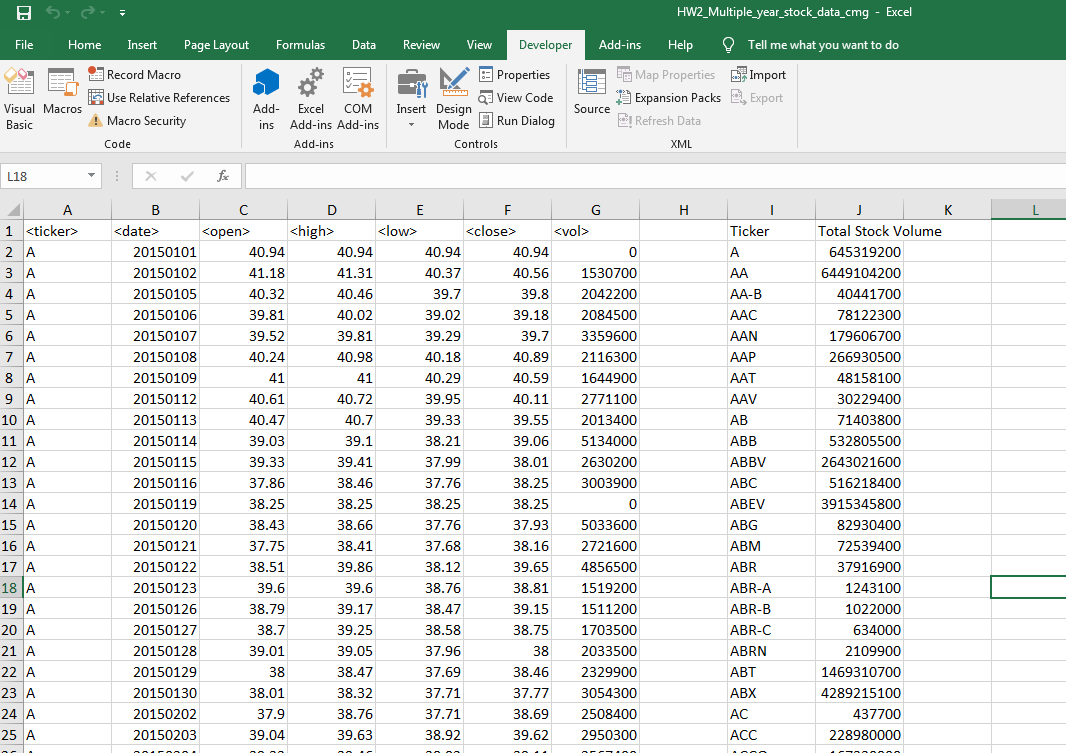 HW2_Multiple_year_stock_data_cmg - Excel
File Home Insert Page Layout Formulas Data Review View Developer Add-ins Help Tell me what you want to do
Visual Basic
Macros
Record Macro
Use Relative References
Macro Security
Code
Add-ins
Excel Add-ins
COM Add-ins
Add-ins
Insert
Design Mode
Properties
View Code
Run Dialog
Controls
Source
Map Properties
Expansion Packs
Refresh Data
Import
Export
XML
L18 fx
A B C D E F G H I J K L
1 <ticker> <date> <open> <high> <low> <close> <vol> Ticker Total Stock Volume
2 A 20150101 40.94 40.94 40.94 40.94 0 A 645319200
3 A 20150102 41.18 41.31 40.37 40.56 1530700 AA 6449104200
4 A 20150105 40.32 40.46 39.7 39.8 2042200 AA-B 40441700
5 A 20150106 39.81 40.02 39.02 39.18 2084500 AAC 78122300
6 A 20150107 39.52 39.81 39.29 39.7 3359600 AAN 179606700
7 A 20150108 40.24 40.98 40.18 40.89 2116300 AAP 266930500
8 A 20150109 41 41 40.29 40.59 1644900 AAT 48158100
9 A 20150112 40.61 40.72 39.95 40.11 2771100 AAV 30229400
10 A 20150113 40.47 40.7 39.33 39.55 2013400 AB 71403800
11 A 20150114 39.03 39.1 38.21 39.06 5134000 ABB 532805500
12 A 20150115 39.33 39.41 37.99 38.01 2630200 ABBV 2643021600
13 A 20150116 37.86 38.46 37.76 38.25 3003900 ABC 516218400
14 A 20150119 38.25 38.25 38.25 38.25 0 ABEV 3915345800
15 A 20150120 38.43 38.66 37.76 37.93 5033600 ABG 82930400
16 A 20150121 37.75 38.41 37.68 38.16 2721600 ABM 72539400
17 A 20150122 38.51 39.86 38.12 39.65 4856500 ABR 37916900
18 A 20150123 39.6 39.6 38.76 38.81 1519200 ABR-A 1243100
19 A 20150126 38.79 39.17 38.47 39.15 1511200 ABR-B 1022000
20 A 20150127 38.7 39.25 38.58 38.75 1703500 ABR-C 634000
21 A 20150128 39.01 39.05 37.96 38 2033500 ABRN 2109900
22 A 20150129 38 38.47 37.69 38.46 2329900 ABT 1469310700
23 A 20150130 38.01 38.32 37.71 37.77 3054300 ABX 4289215100
24 A 20150202 37.9 38.76 37.71 38.69 2508400 AC 437700
25 A 20150203 39.04 39.63 38.92 39.62 2950300 ACC 228980000